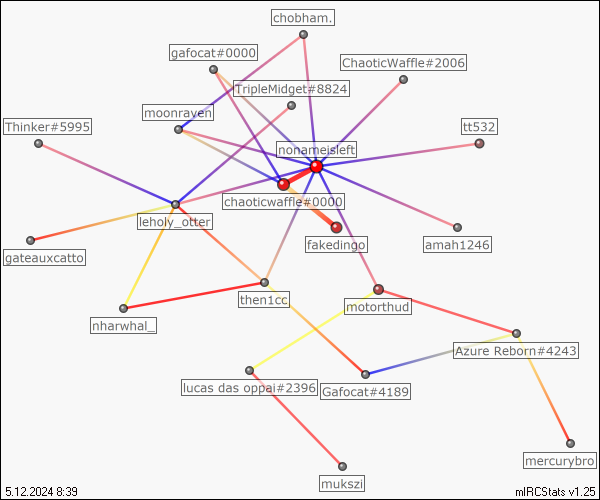 chobham.
gafocat#0000
ChaoticWaffle#2006
TripleMidget#8824
moonraven
Thinker#5995
tt532
nonameisleft
chaoticwaffle#0000
leholy_otter
fakedingo
amah1246
gateauxcatto
then1cc
motorthud
nharwhal_
Azure Reborn#4243
lucas das oppai#2396
Gafocat#4189
mercurybro
mukszi
5.12.2024 8:39
mIRCStats v1.25